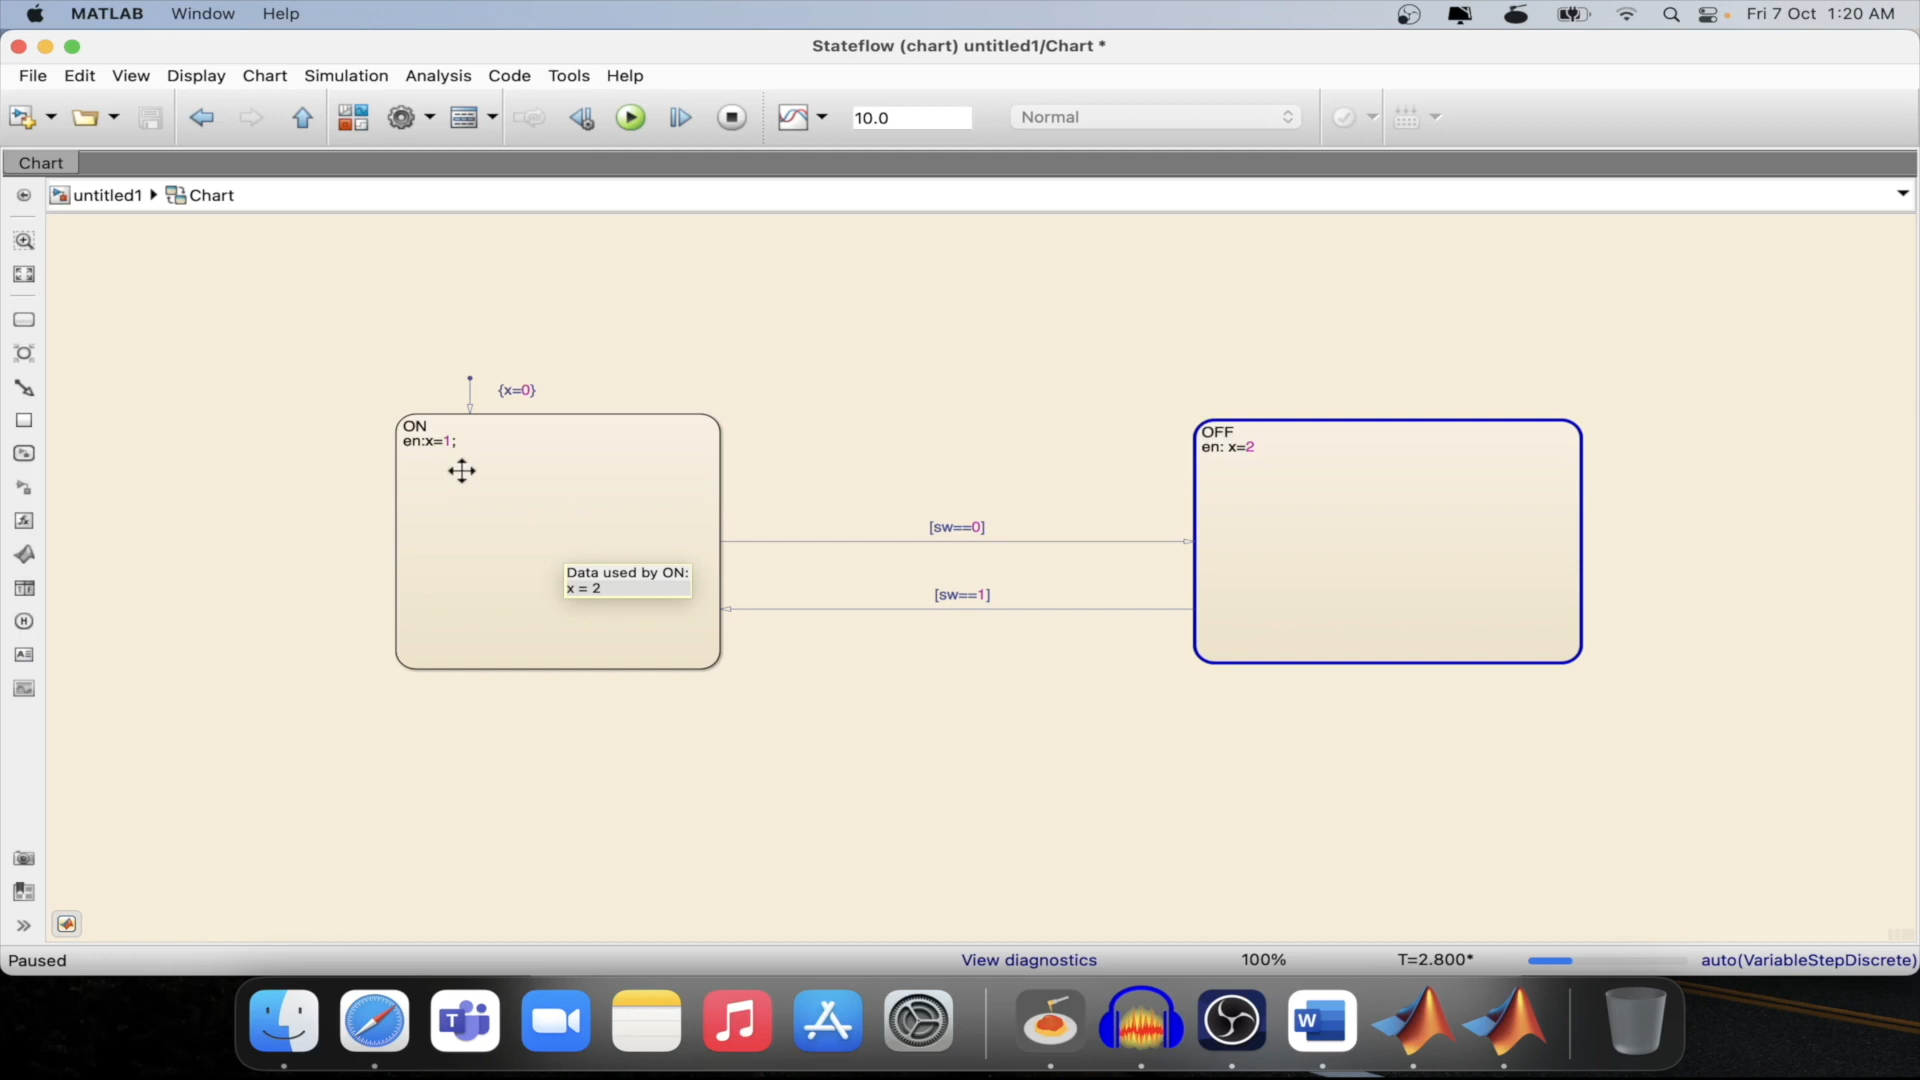 MATLAB Window Help Fri 7 Oct 1:20 AM
Stateflow (chart) untitled1/Chart *
File Edit View Display Chart Simulation Analysis Code Tools Help
10.0 Normal
Chart
untitled1 Chart
{x=0}
ON
en:x=1;
OFF
en: x=2
[sw==0]
Data used by ON:
x = 2
[sw==1]
Paused View diagnostics 100% T=2.800* auto(VariableStepDiscrete)